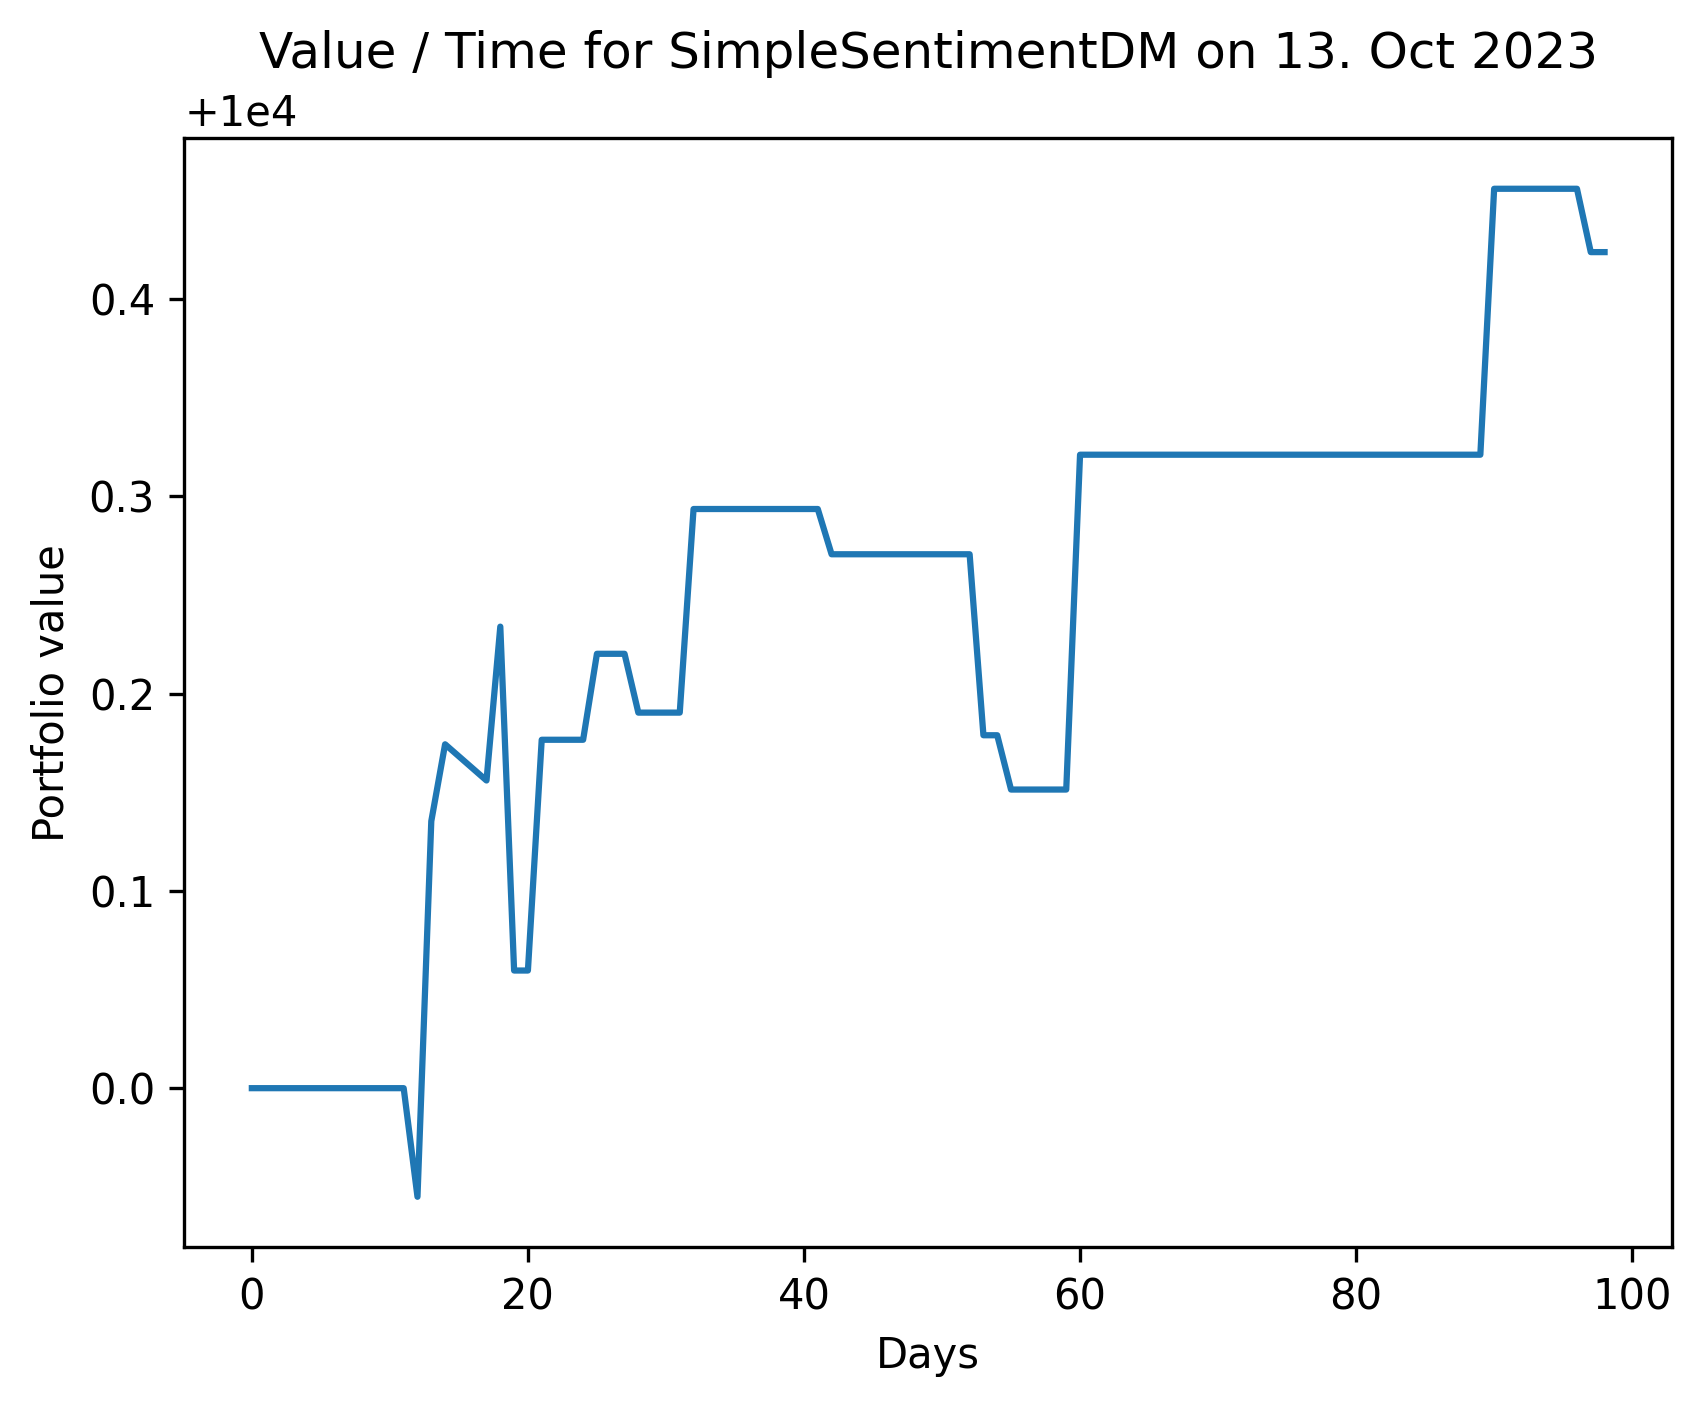 Value / Time for SimpleSentimentDM on 13. Oct 2023
+1e4
0.4
0.3
0.2
0.1
0.0
Portfolio value
0 20 40 60 80 100
Days